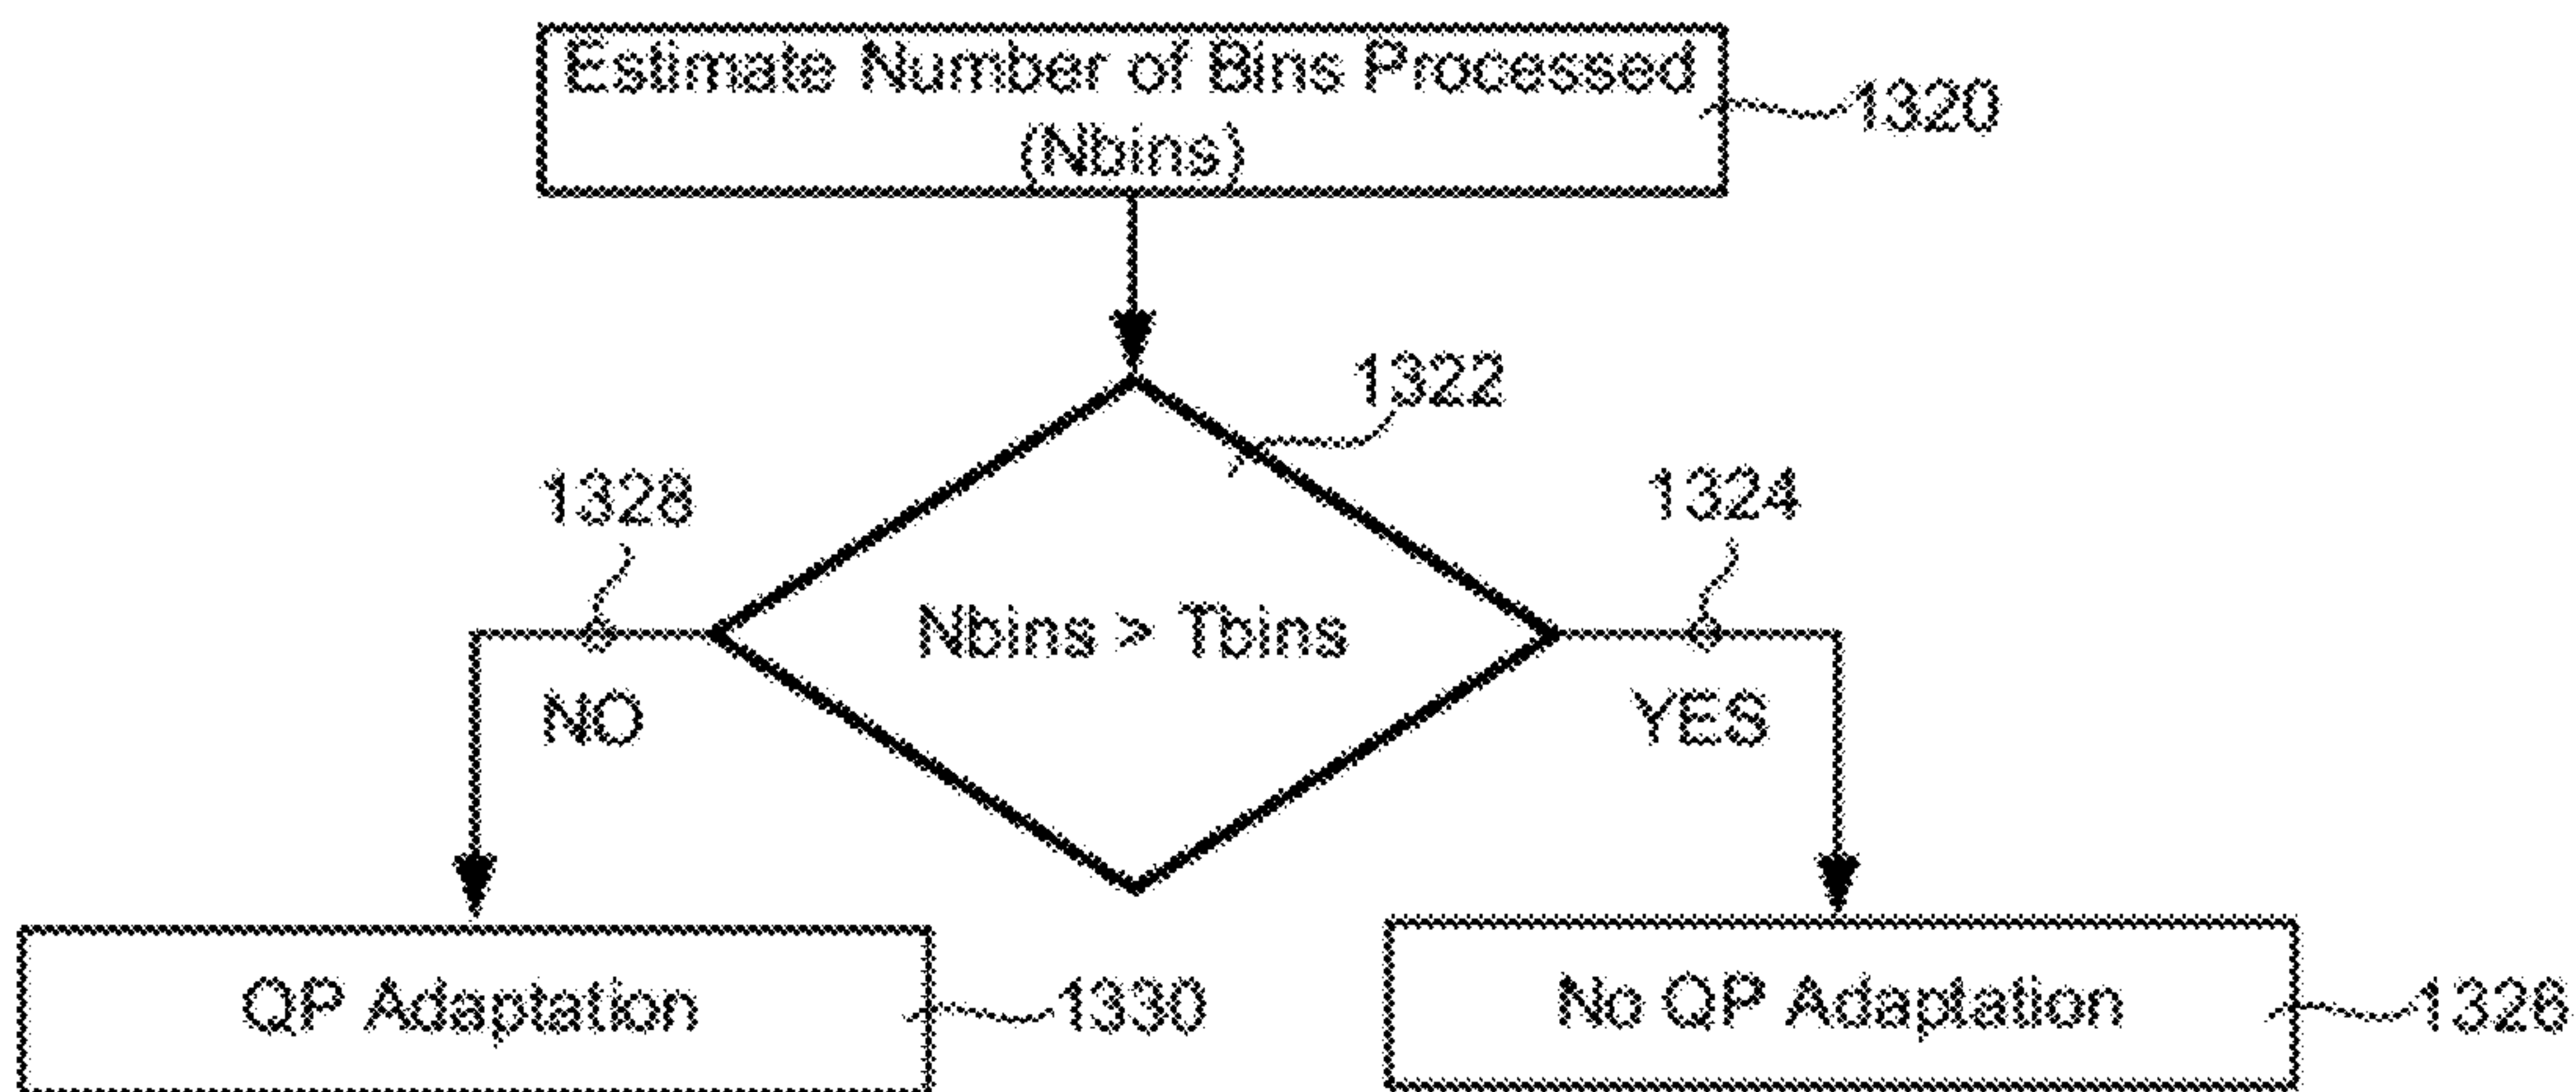 Estimate Number of Bins Processed
(Nbins)
1320
1322
1328
1324
Nbins > Tbins
NO
YES
QP Adaptation
1330
No QP Adaptation
1326